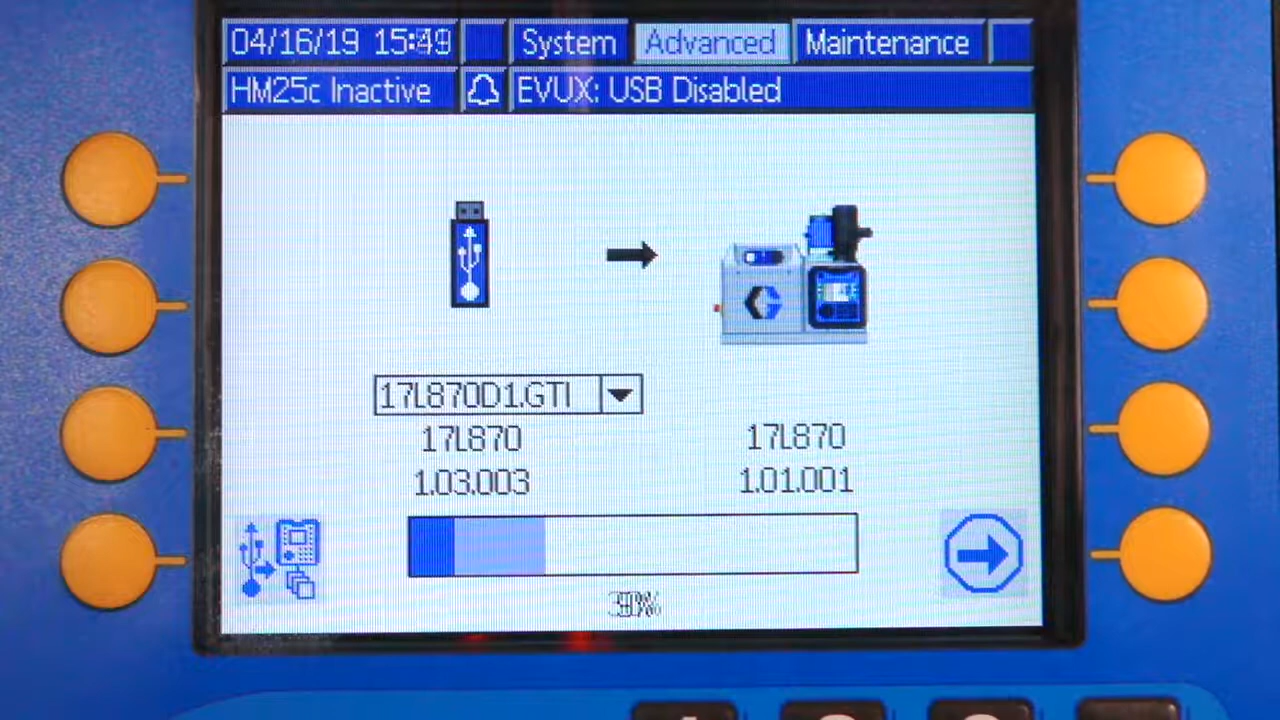 04/16/19 15:49 System Advanced Maintenance
HM25c Inactive EVUX: USB Disabled
17L870D1.GTI
17L870 17L870
1.03.003 1.01.001